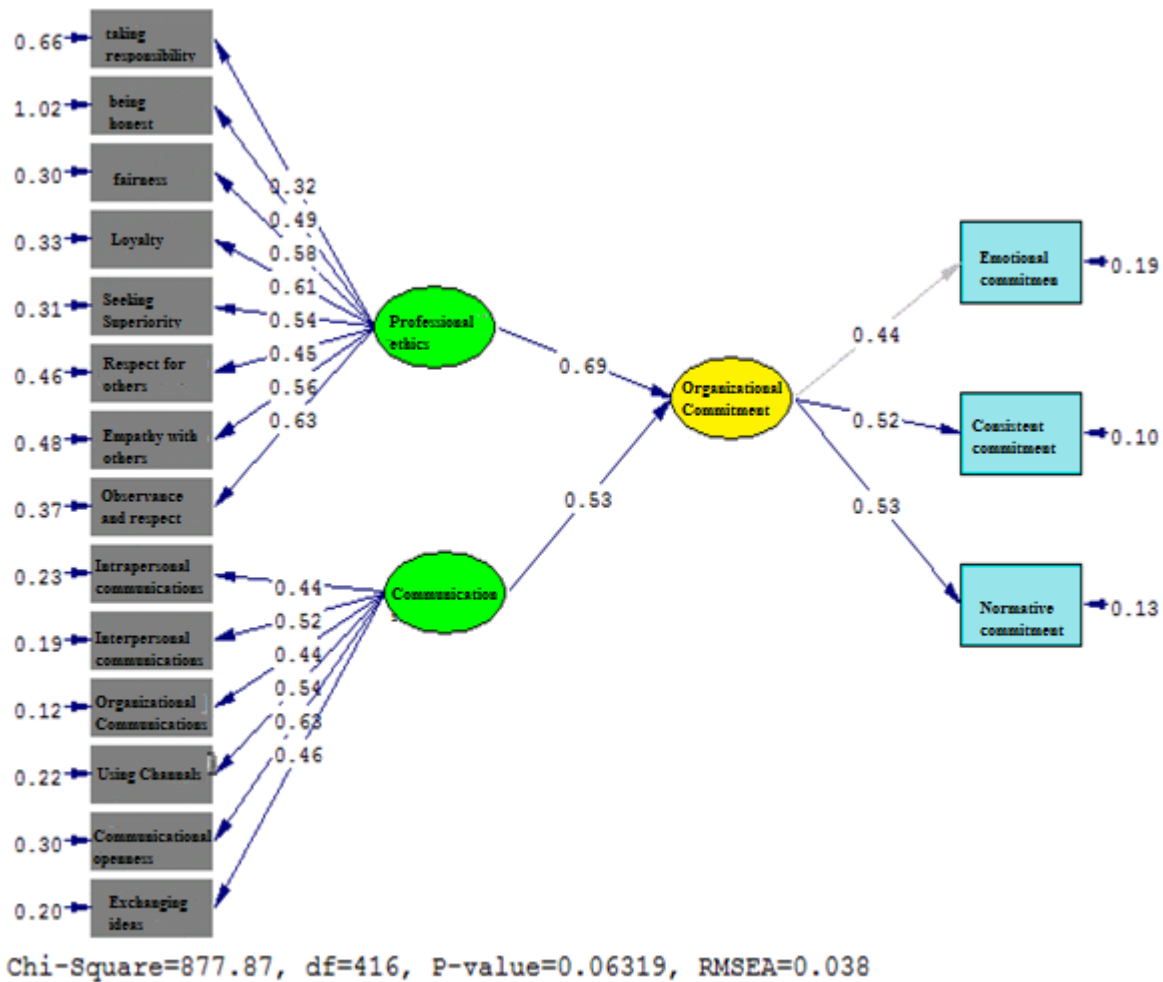 0.66
taking
responsibility
1.02
being
honest
0.30
fairness
0.33
Loyalty
0.31
Seeking
Superiority
0.46
Respect for
others
0.48
Empathy with
others
0.37
Observance
and respect
0.23
Intrapersonal
communications
0.19
Interpersonal
communications
0.12
Organizational
Communications
0.22
Using Channals
0.30
Communicational
openness
0.20
Exchanging
ideas
0.32
0.49
0.58
0.61
0.54
0.45
0.56
0.63
0.44
0.52
0.44
0.54
0.63
0.46
Professional
ethics
Communication
0.69
0.53
Organizational
Commitment
0.44
0.52
0.53
Emotional
commitmen
0.19
Consistent
commitment
0.10
Normative
commitment
0.13
Chi-Square=877.87, df=416, P-value=0.06319, RMSEA=0.038